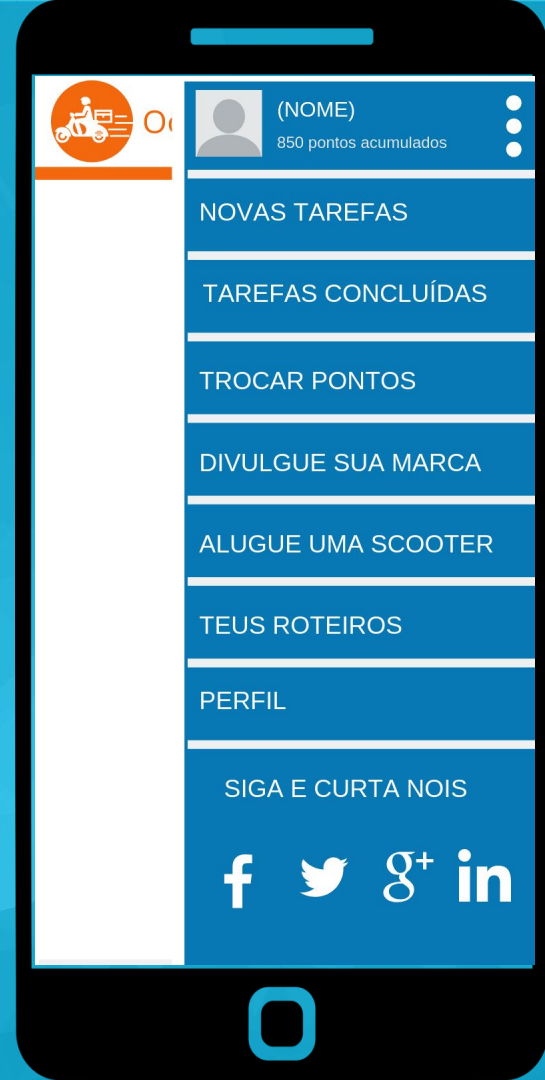 (NOME)
850 pontos acumulados
NOVAS TAREFAS
TAREFAS CONCLUÍDAS
TROCAR PONTOS
DIVULGUE SUA MARCA
ALUGUE UMA SCOOTER
TEUS ROTEIROS
PERFIL
SIGA E CURTA NOIS
f g+ in